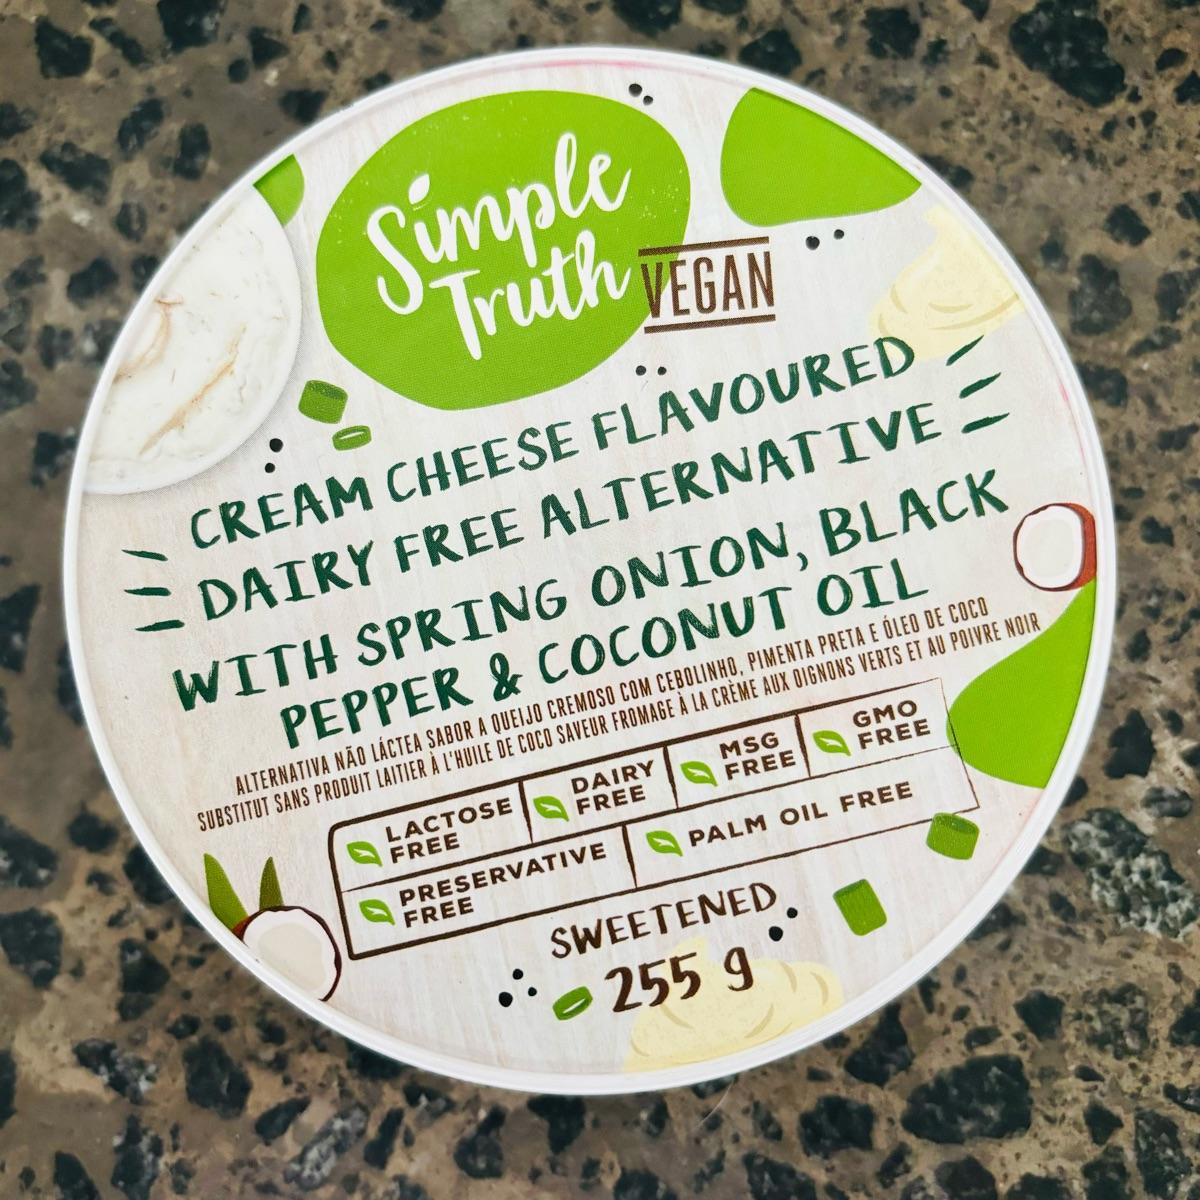 Simple
Truth
VEGAN
CREAM CHEESE FLAVOURED
DAIRY FREE ALTERNATIVE
WITH SPRING ONION, BLACK
PEPPER & COCONUT OIL
ALTERNATIVA NÃO LÁCTEA SABOR A QUEIJO CREMOSO COM CEBOLINHO, PIMENTA PRETA E ÓLEO DE COCO
SUBSTITUT SANS PRODUIT LAITIER À L'HUILE DE COCO SAVEUR FROMAGE À LA CRÈME AUX OIGNONS VERTS ET AU POIVRE NOIR
LACTOSE FREE
DAIRY FREE
MSG FREE
GMO FREE
PRESERVATIVE FREE
PALM OIL FREE
SWEETENED
255 g